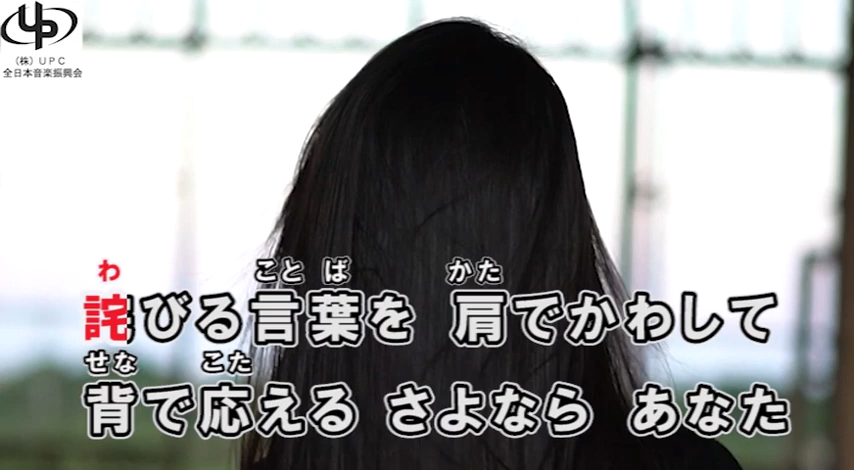 UP
(株)UPC
全日本音楽振興会
わ ことば かた
詫びる言葉を 肩でかわして
せな こた
背で応える さよなら あなた